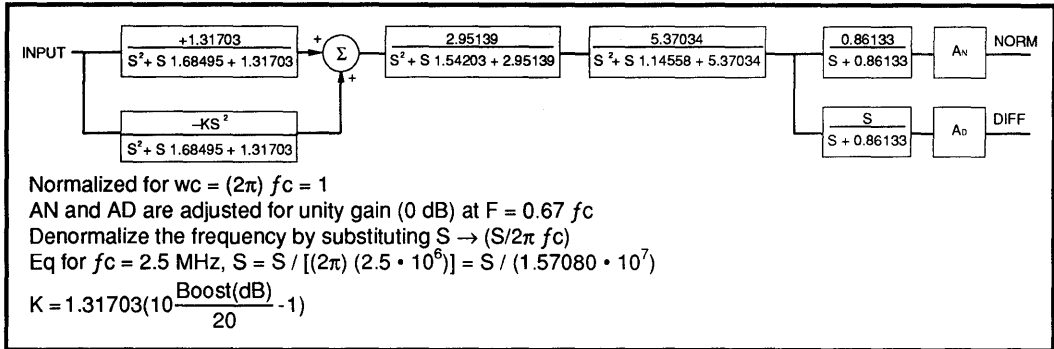 INPUT
+1.31703
S² + S 1.68495 + 1.31703
+
Σ
+
2.95139
S² + S 1.54203 + 2.95139
5.37034
S² + S 1.14558 + 5.37034
0.86133
S + 0.86133
AN
NORM
–KS²
S² + S 1.68495 + 1.31703
S
S + 0.86133
AD
DIFF
Normalized for wc = (2π) ƒc = 1
AN and AD are adjusted for unity gain (0 dB) at F = 0.67 ƒc
Denormalize the frequency by substituting S → (S/2π ƒc)
Eq for ƒc = 2.5 MHz, S = S / [(2π) (2.5 • 10⁶)] = S / (1.57080 • 10⁷)
K = 1.31703(10 Boost(dB)
20 -1)